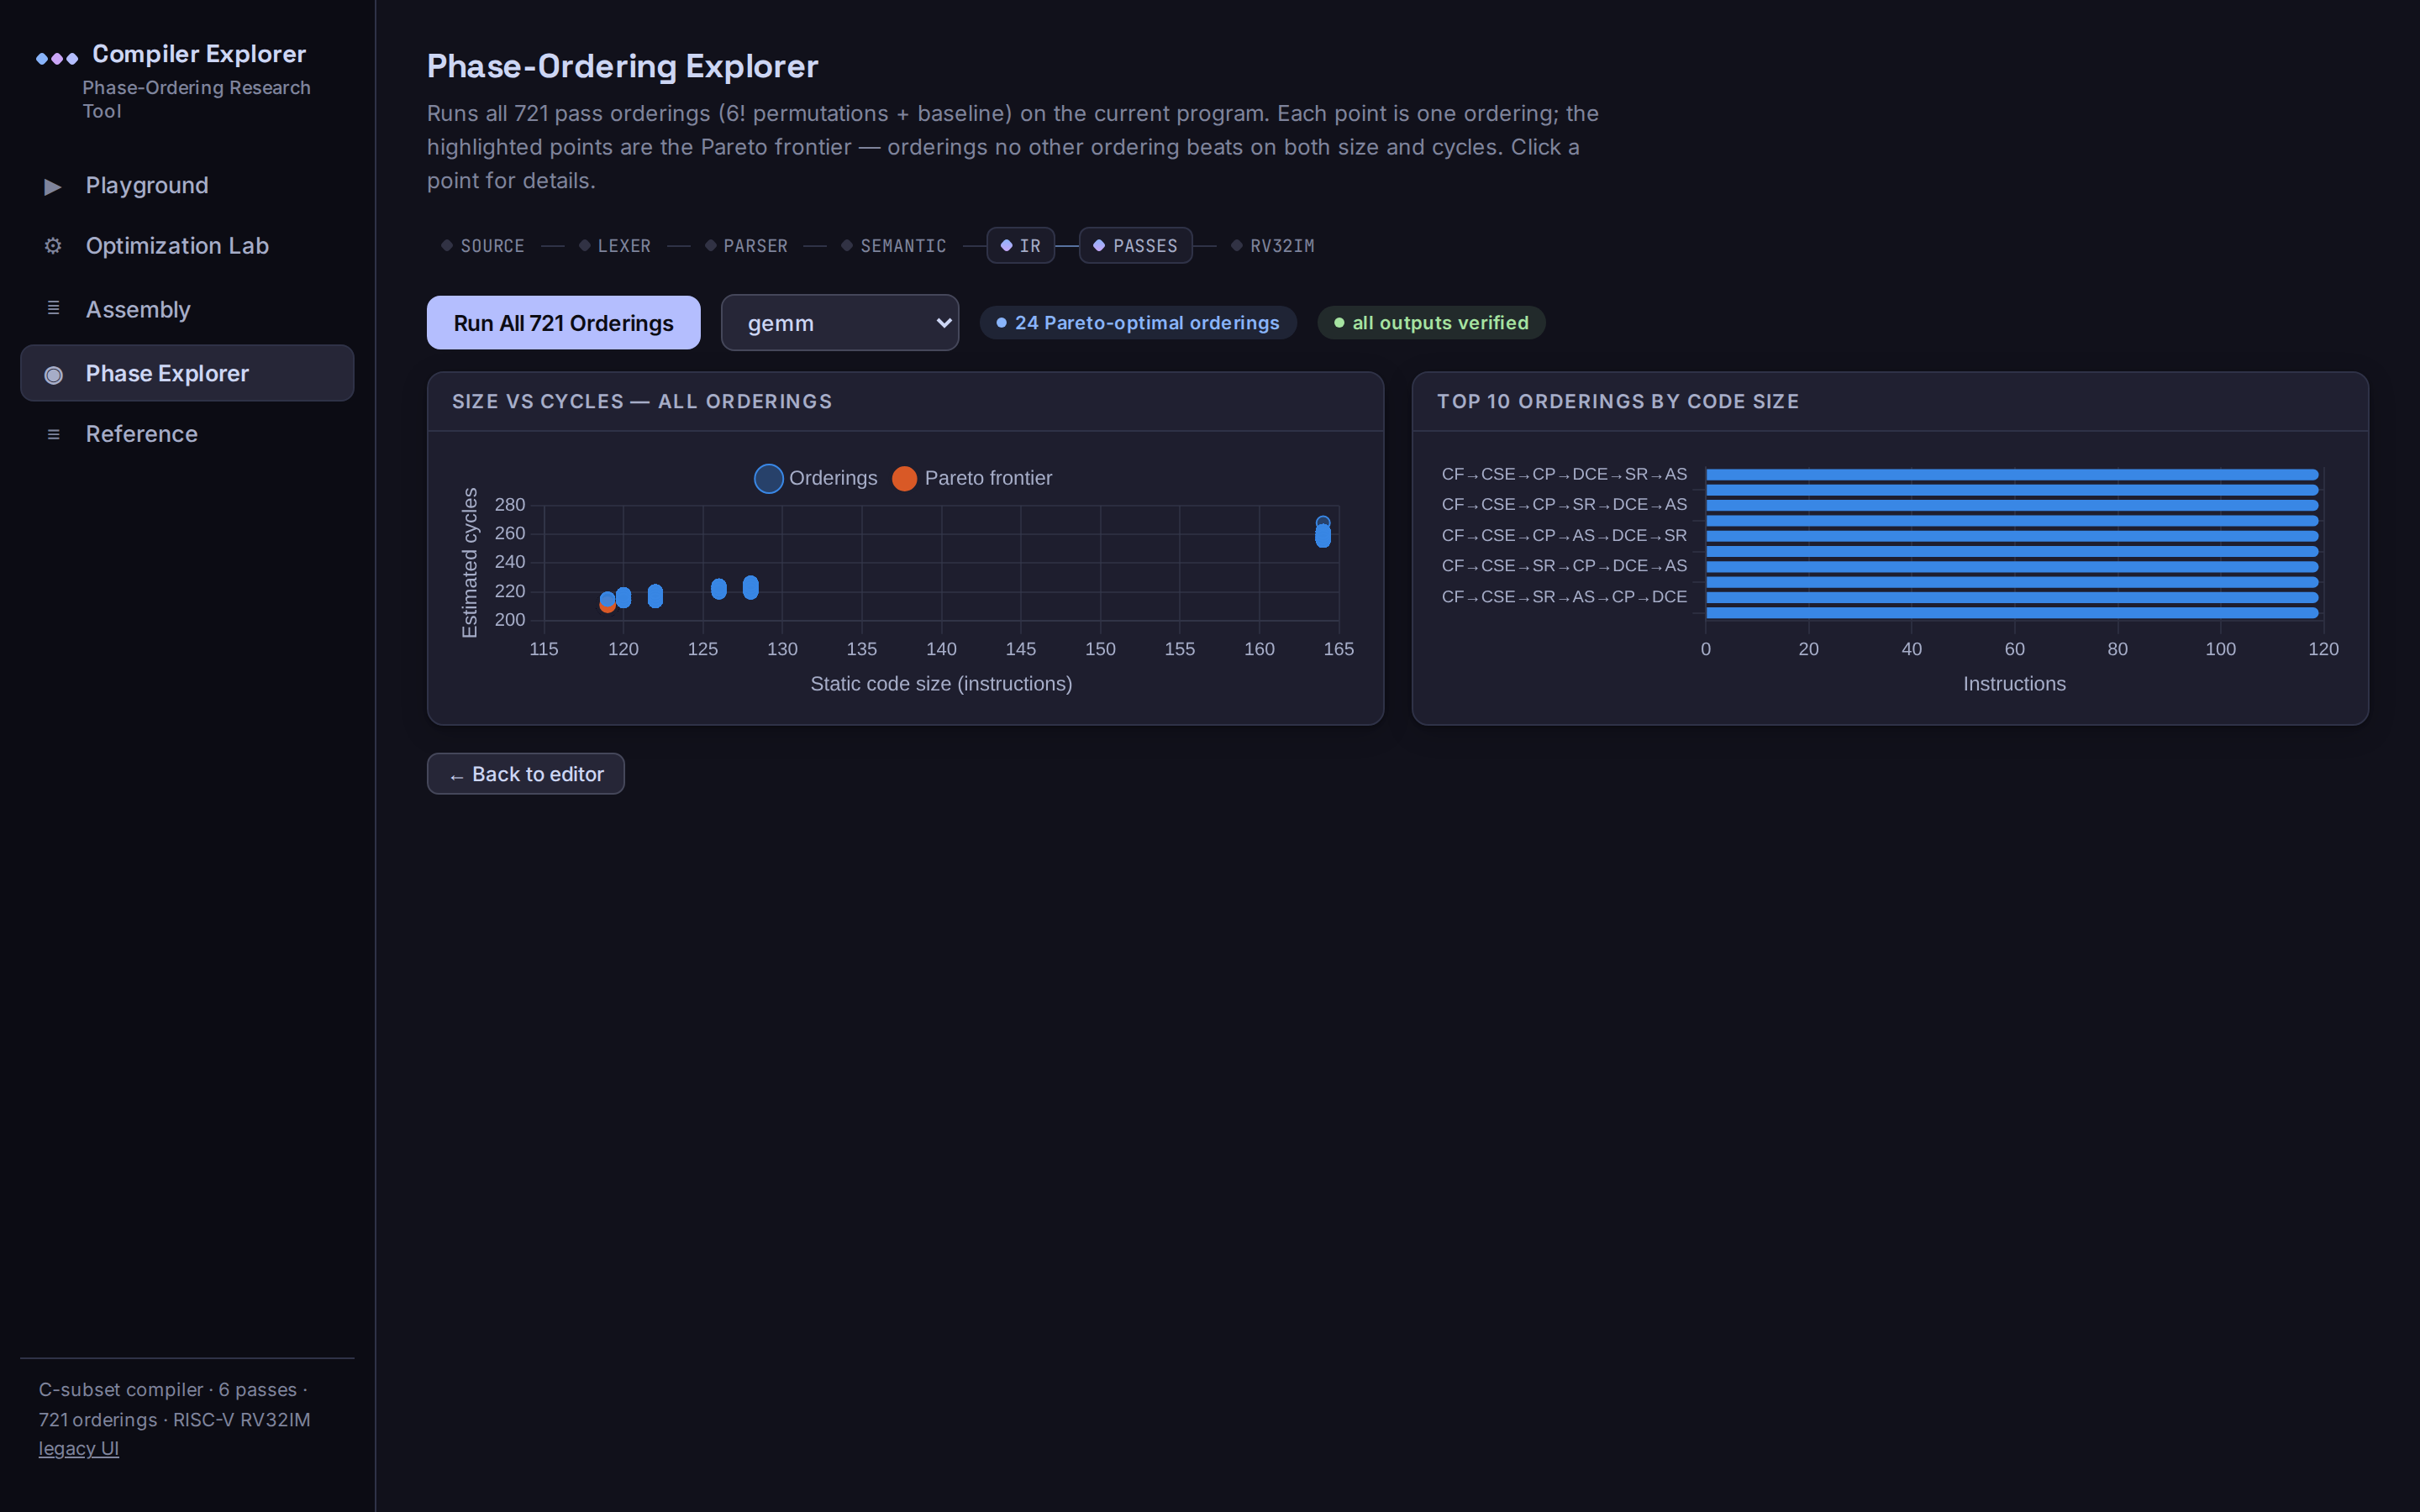 Compiler Explorer
Phase-Ordering Research
Tool
▶ Playground
⚙ Optimization Lab
≣ Assembly
◉ Phase Explorer
≡ Reference
C-subset compiler · 6 passes ·
721 orderings · RISC-V RV32IM
legacy UI
Phase-Ordering Explorer
Runs all 721 pass orderings (6! permutations + baseline) on the current program. Each point is one ordering; the
highlighted points are the Pareto frontier — orderings no other ordering beats on both size and cycles. Click a
point for details.
SOURCE LEXER PARSER SEMANTIC IR PASSES RV32IM
Run All 721 Orderings gemm 24 Pareto-optimal orderings all outputs verified
SIZE VS CYCLES — ALL ORDERINGS
Orderings Pareto frontier
Estimated cycles
280
260
240
220
200
115 120 125 130 135 140 145 150 155 160 165
Static code size (instructions)
TOP 10 ORDERINGS BY CODE SIZE
CF→CSE→CP→DCE→SR→AS
CF→CSE→CP→SR→DCE→AS
CF→CSE→CP→AS→DCE→SR
CF→CSE→SR→CP→DCE→AS
CF→CSE→SR→AS→CP→DCE
0 20 40 60 80 100 120
Instructions
← Back to editor